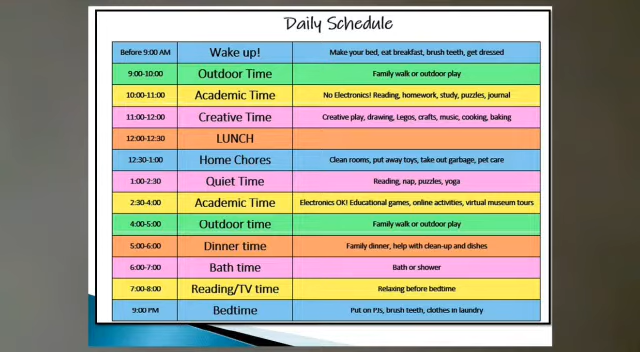 Daily Schedule
Before 9:00 AM Wake up! Make your bed, eat breakfast, brush teeth, get dressed
9:00-10:00 Outdoor Time Family walk or outdoor play
10:00-11:00 Academic Time No Electronics! Reading, homework, study, puzzles, journal
11:00-12:00 Creative Time Creative play, drawing, Legos, crafts, music, cooking, baking
12:00-12:30 LUNCH
12:30-1:00 Home Chores Clean rooms, put away toys, take out garbage, pet care
1:00-2:30 Quiet Time Reading, nap, puzzles, yoga
2:30-4:00 Academic Time Electronics OK! Educational games, online activities, virtual museum tours
4:00-5:00 Outdoor time Family walk or outdoor play
5:00-6:00 Dinner time Family dinner, help with clean-up and dishes
6:00-7:00 Bath time Bath or shower
7:00-8:00 Reading/TV time Relaxing before bedtime
9:00 PM Bedtime Put on PJs, brush teeth, clothes in laundry